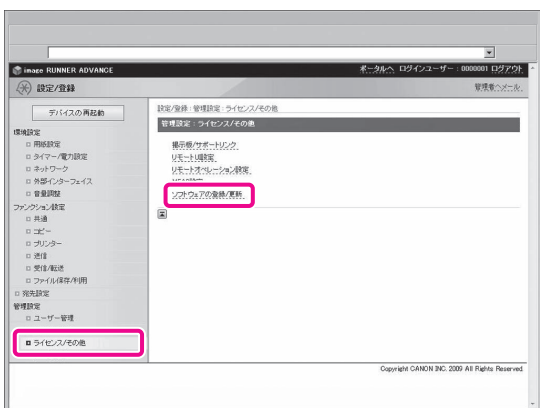 image RUNNER ADVANCE
ポータルへ ログインユーザー : 0000001 ログアウト
設定/登録
管理者へメール
デバイスの再起動
環境設定
用紙設定
タイマー/電力設定
ネットワーク
外部インターフェイス
音量調整
ファンクション設定
共通
コピー
プリンター
送信
受信/転送
ファイル保存/利用
宛先設定
管理設定
ユーザー管理
ライセンス/その他
設定/登録 : 管理設定 : ライセンス/その他
管理設定 : ライセンス/その他
掲示板/サポートリンク
リモートUI設定
リモートオペレーション設定
ソフトウェアの登録/更新
Copyright CANON INC. 2009 All Rights Reserved